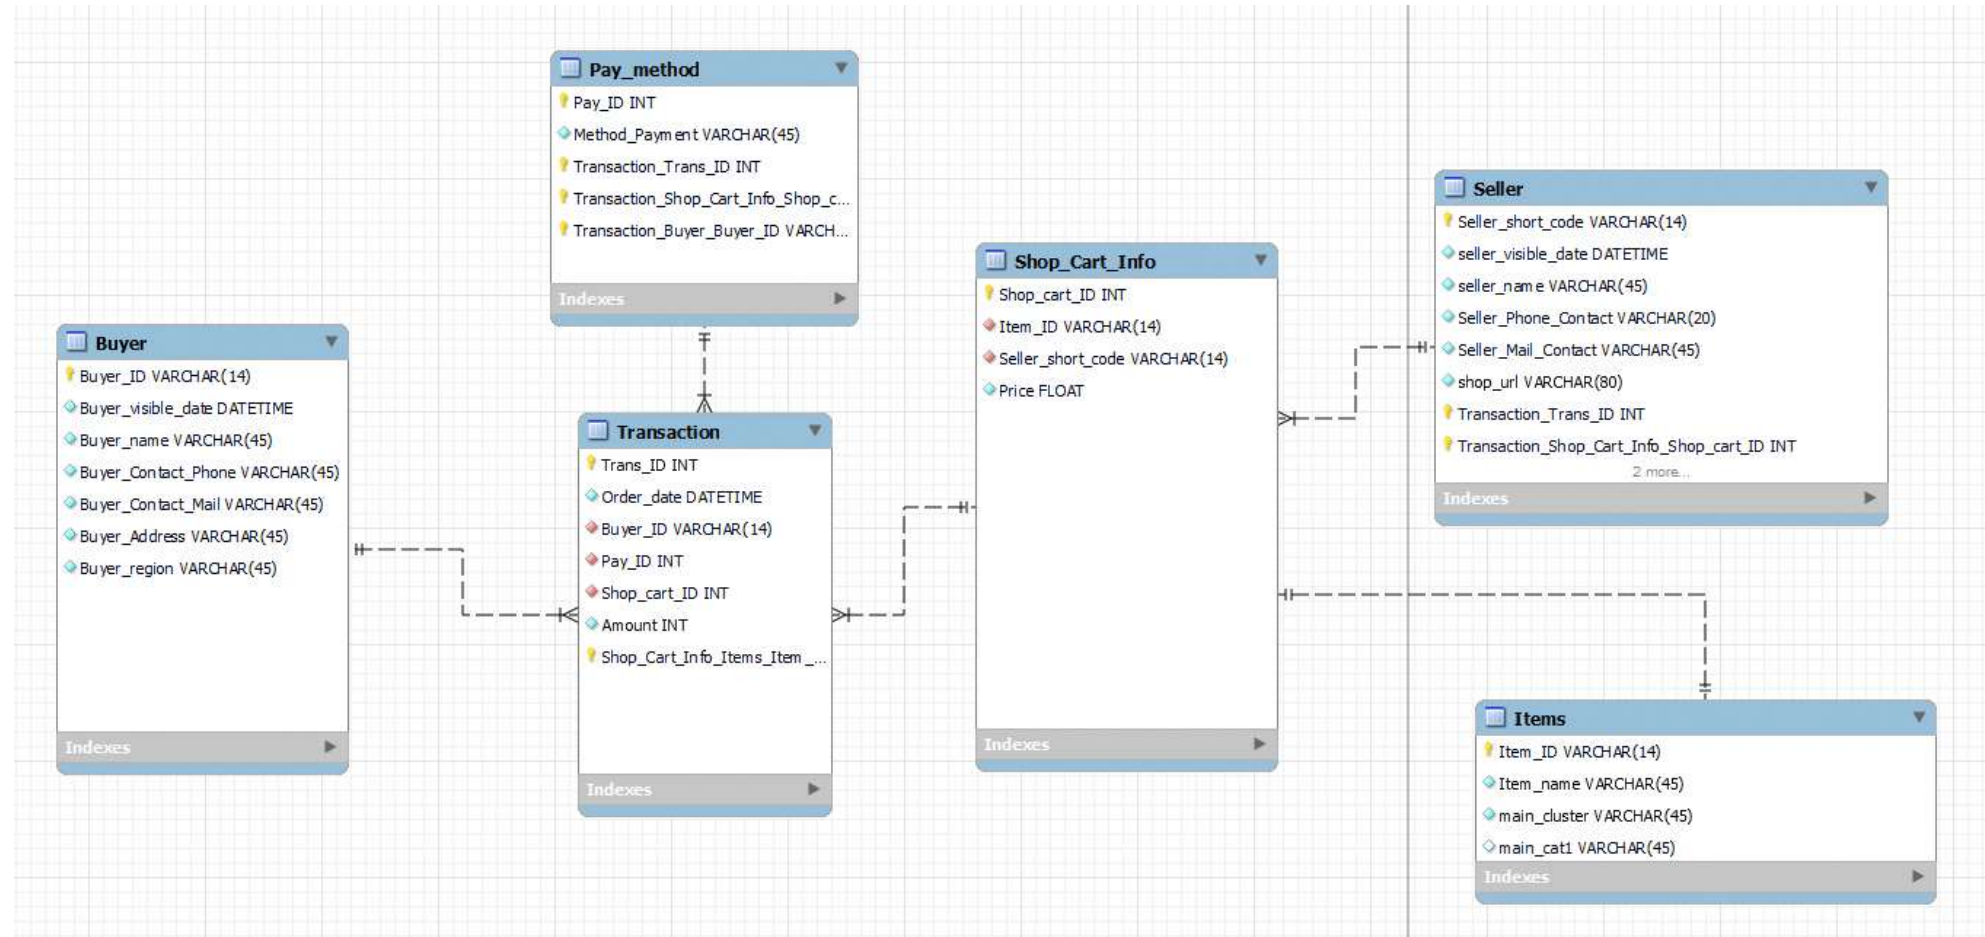 Pay_method
Pay_ID INT
Method_Payment VARCHAR(45)
Transaction_Trans_ID INT
Transaction_Shop_Cart_Info_Shop_c...
Transaction_Buyer_Buyer_ID VARCH...
Indexes
Buyer
Buyer_ID VARCHAR(14)
Buyer_visible_date DATETIME
Buyer_name VARCHAR(45)
Buyer_Contact_Phone VARCHAR(45)
Buyer_Contact_Mail VARCHAR(45)
Buyer_Address VARCHAR(45)
Buyer_region VARCHAR(45)
Indexes
Transaction
Trans_ID INT
Order_date DATETIME
Buyer_ID VARCHAR(14)
Pay_ID INT
Shop_cart_ID INT
Amount INT
Shop_Cart_Info_Items_Item_...
Indexes
Shop_Cart_Info
Shop_cart_ID INT
Item_ID VARCHAR(14)
Seller_short_code VARCHAR(14)
Price FLOAT
Indexes
Seller
Seller_short_code VARCHAR(14)
seller_visible_date DATETIME
seller_name VARCHAR(45)
Seller_Phone_Contact VARCHAR(20)
Seller_Mail_Contact VARCHAR(45)
shop_url VARCHAR(80)
Transaction_Trans_ID INT
Transaction_Shop_Cart_Info_Shop_cart_ID INT
2 more...
Indexes
Items
Item_ID VARCHAR(14)
Item_name VARCHAR(45)
main_cluster VARCHAR(45)
main_cat1 VARCHAR(45)
Indexes